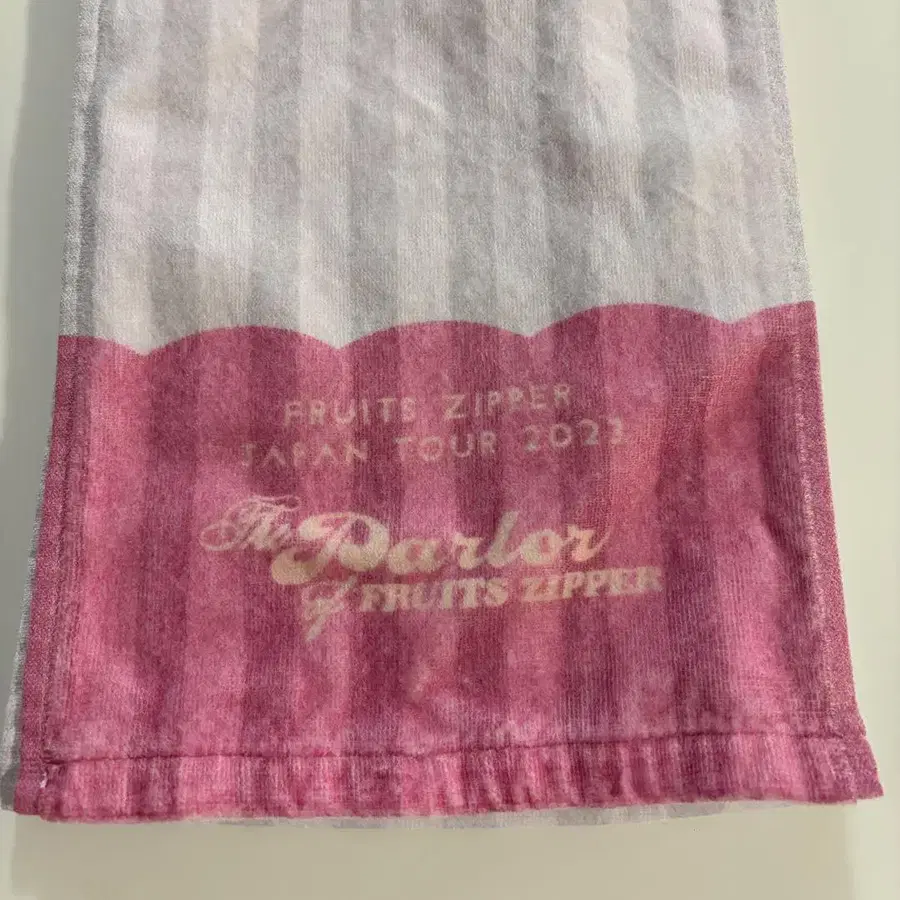 FRUITS ZIPPER
JAPAN TOUR 2023
The Parlor
of FRUITS ZIPPER